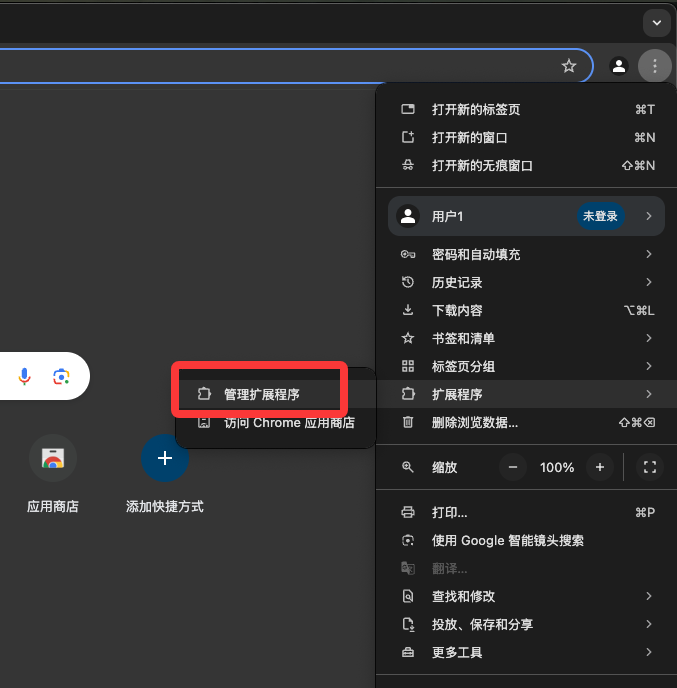 打开新的标签页 ⌘T
打开新的窗口 ⌘N
打开新的无痕窗口 ⇧⌘N
用户1 未登录
密码和自动填充
历史记录
下载内容 ⌥⌘L
书签和清单
标签页分组
扩展程序
管理扩展程序
访问 Chrome 应用商店
删除浏览数据... ⇧⌘⌫
缩放 − 100% +
打印... ⌘P
使用 Google 智能镜头搜索
翻译...
查找和修改
投放、保存和分享
更多工具
应用商店
添加快捷方式